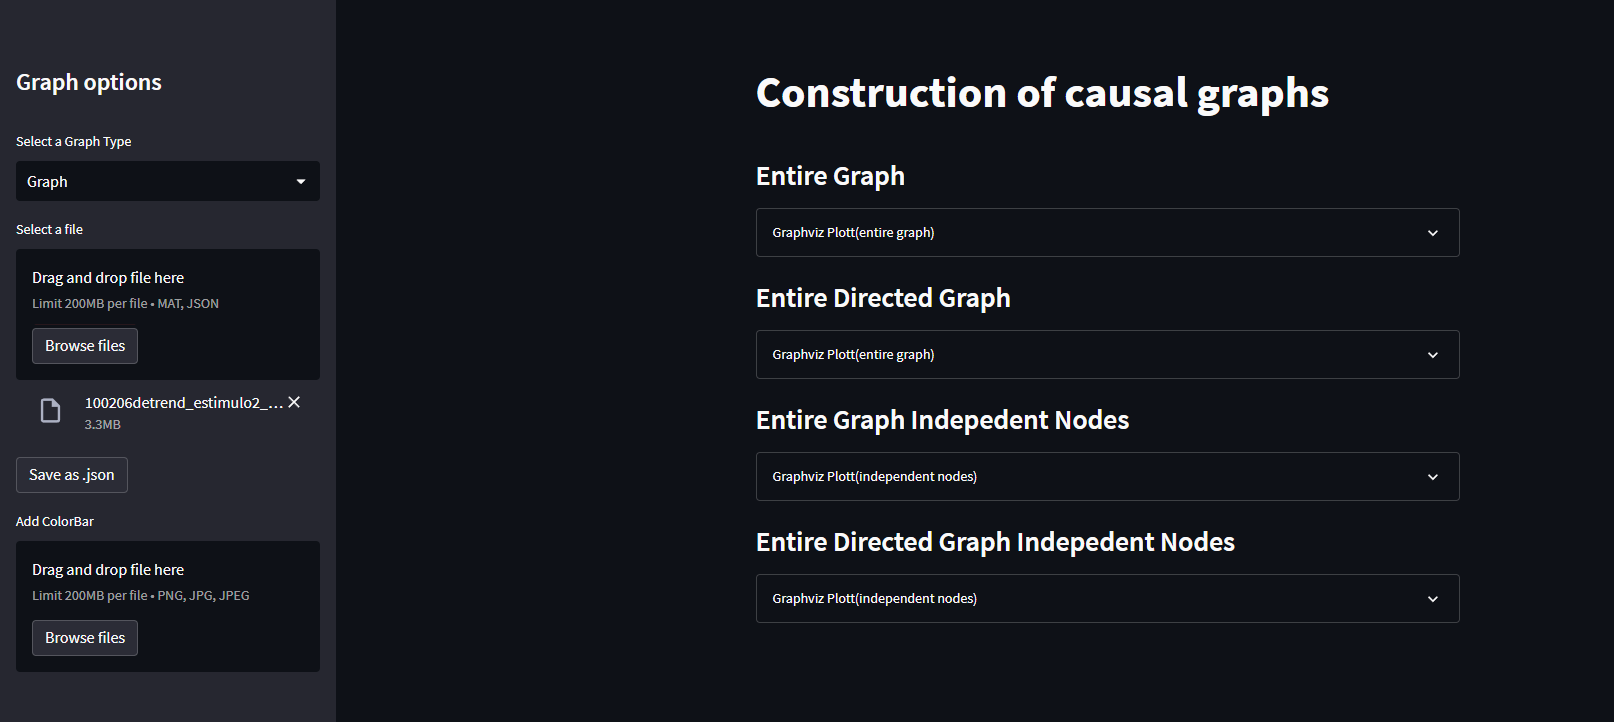 Graph options
Select a Graph Type
Graph
Select a file
Drag and drop file here
Limit 200MB per file • MAT, JSON
Browse files
100206detrend_estimulo2_...
3.3MB
Save as .json
Add ColorBar
Drag and drop file here
Limit 200MB per file • PNG, JPG, JPEG
Browse files
Construction of causal graphs
Entire Graph
Graphviz Plott(entire graph)
Entire Directed Graph
Graphviz Plott(entire graph)
Entire Graph Indepedent Nodes
Graphviz Plott(independent nodes)
Entire Directed Graph Indepedent Nodes
Graphviz Plott(independent nodes)